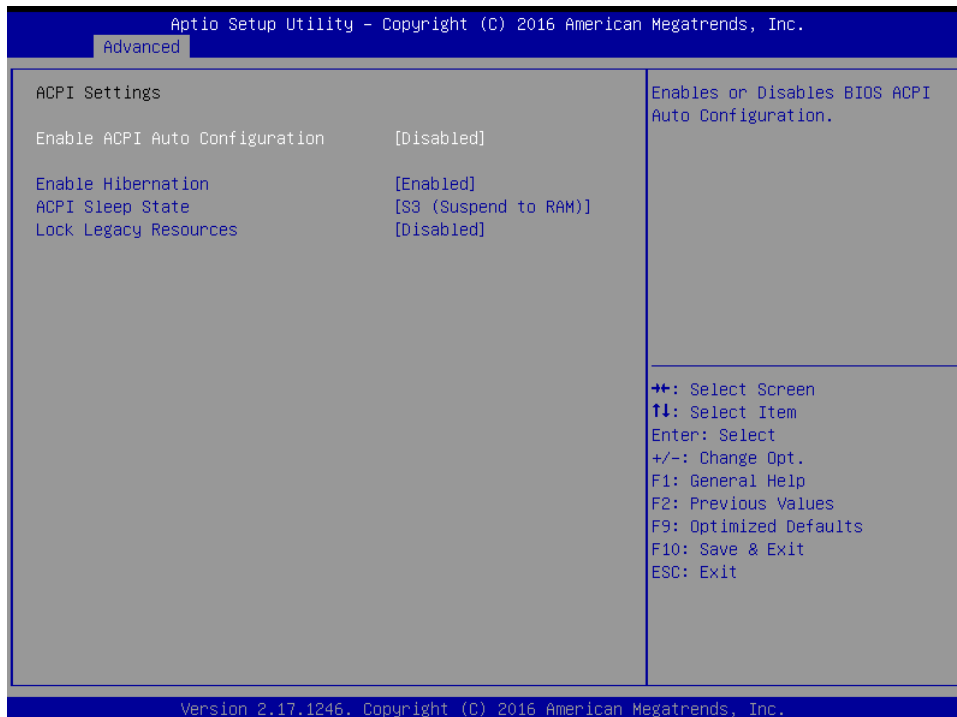 Aptio Setup Utility – Copyright (C) 2016 American Megatrends, Inc.
Advanced
ACPI Settings
Enable ACPI Auto Configuration [Disabled]
Enable Hibernation [Enabled]
ACPI Sleep State [S3 (Suspend to RAM)]
Lock Legacy Resources [Disabled]
Enables or Disables BIOS ACPI
Auto Configuration.
→←: Select Screen
↑↓: Select Item
Enter: Select
+/-: Change Opt.
F1: General Help
F2: Previous Values
F9: Optimized Defaults
F10: Save & Exit
ESC: Exit
Version 2.17.1246. Copyright (C) 2016 American Megatrends, Inc.